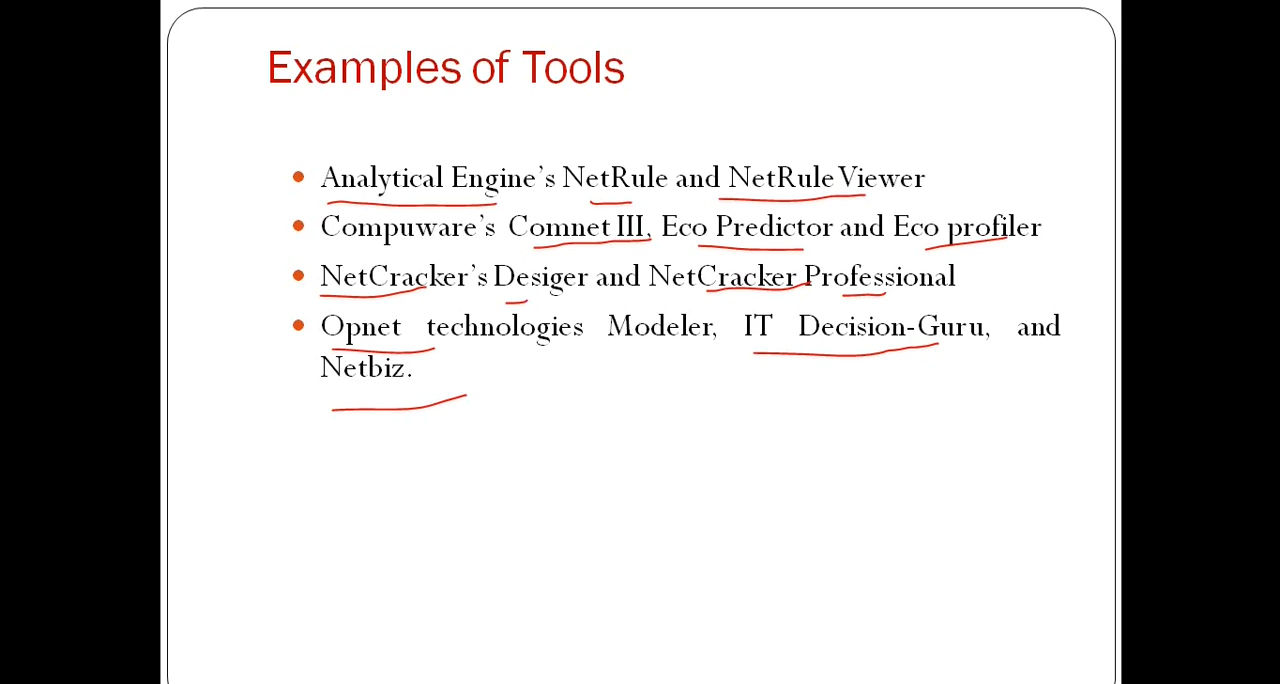 Examples of Tools
• Analytical Engine’s NetRule and NetRule Viewer
• Compuware’s Comnet III, Eco Predictor and Eco profiler
• NetCracker’s Desiger and NetCracker Professional
• Opnet technologies Modeler, IT Decision-Guru, and
Netbiz.